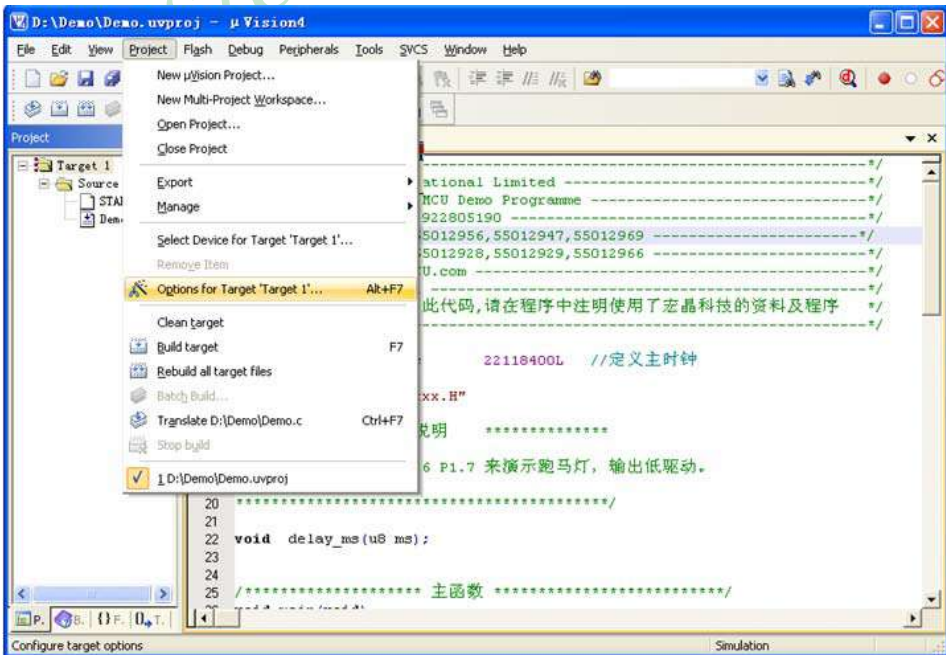 D:\Demo\Demo.uvproj - μVision4
File Edit View Project Flash Debug Peripherals Tools SVCS Window Help
New μVision Project...
New Multi-Project Workspace...
Open Project...
Close Project
Export
Manage
Select Device for Target 'Target 1'...
Remove Item
Options for Target 'Target 1'... Alt+F7
Clean target
Build target F7
Rebuild all target files
Batch Build...
Translate D:\Demo\Demo.c Ctrl+F7
Stop build
1 D:\Demo\Demo.uvproj
Project
Target 1
Source
STA
Dem
---*/
ational Limited ---*/
MCU Demo Programme ---*/
922805190 ---*/
55012956,55012947,55012969 ---*/
55012928,55012929,55012966 ---*/
U.com ---*/
---*/
此代码,请在程序中注明使用了宏晶科技的资料及程序 */
---*/
22118400L //定义主时钟
xx.H"
说明 **************
6 P1.7 来演示跑马灯, 输出低驱动。
20 ******************************************/
21
22 void delay_ms(u8 ms);
23
24
25 /******************** 主函数 **************************/
P. B. {} F. 0 T.
Configure target options Simulation